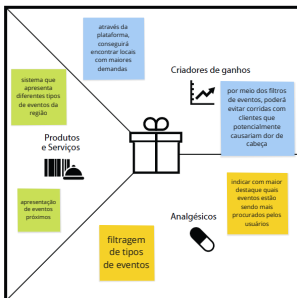 através da
plataforma,
conseguirá
encontrar locais
com maiores
demandas
Criadores de ganhos
sistema que
apresenta
diferentes tipos
de eventos da
região
por meio dos filtros
de eventos, poderá
evitar corridas com
clientes que
potencialmente
causariam dor de
cabeça
Produtos
e Serviços
apresentação
de eventos
próximos
indicar com maior
destaque quais
eventos estão
sendo mais
procurados pelos
usuários
Analgésicos
filtragem
de tipos
de eventos